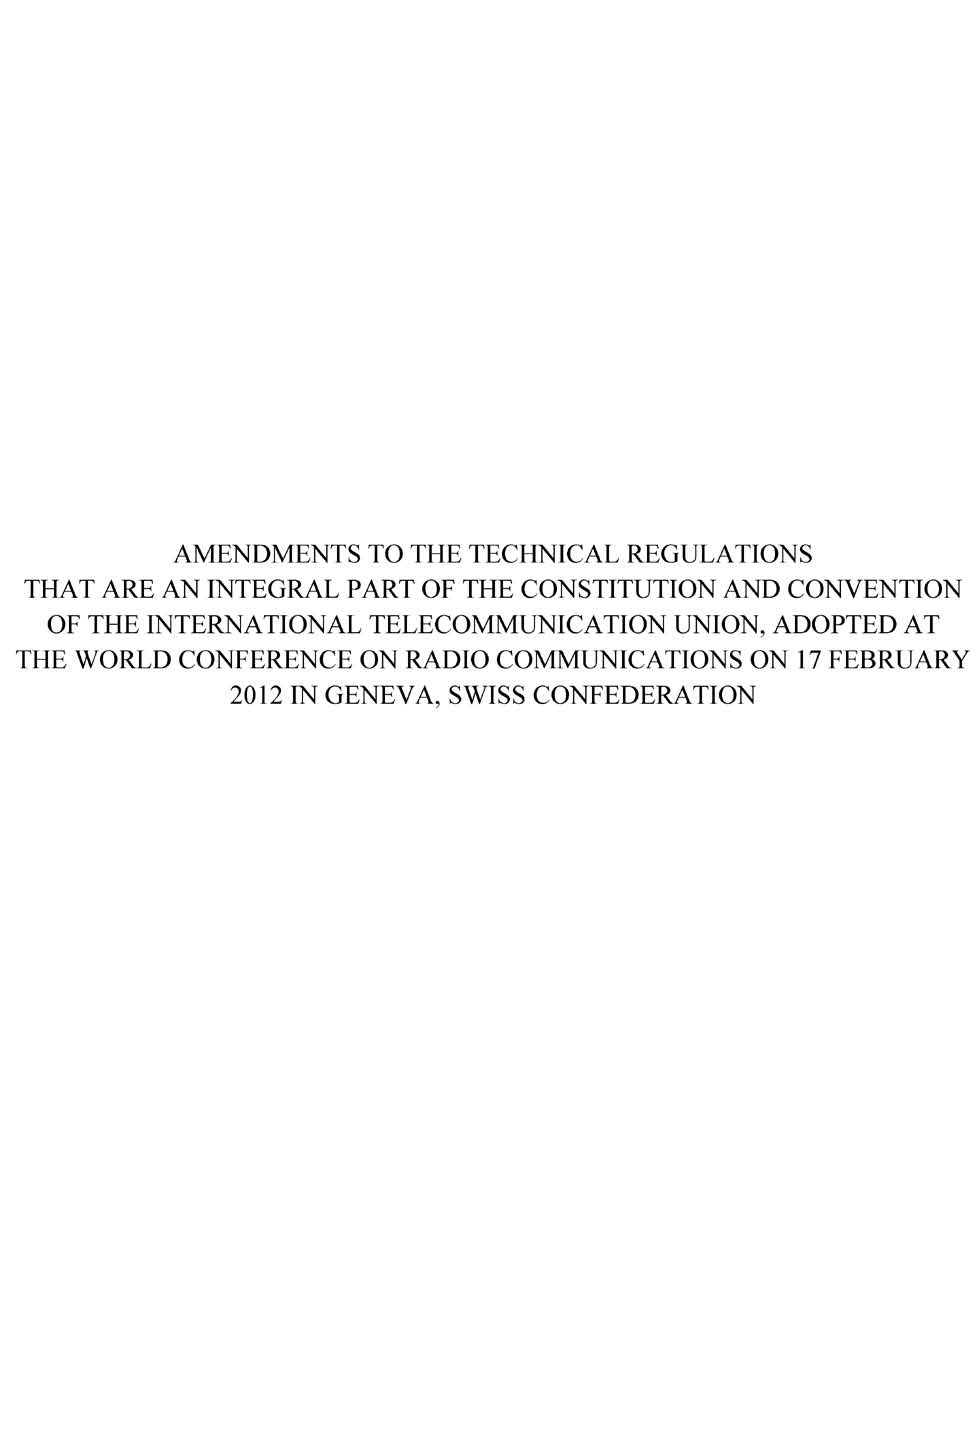 AMENDMENTS TO THE TECHNICAL REGULATIONS
THAT ARE AN INTEGRAL PART OF THE CONSTITUTION AND CONVENTION
OF THE INTERNATIONAL TELECOMMUNICATION UNION, ADOPTED AT
THE WORLD CONFERENCE ON RADIO COMMUNICATIONS ON 17 FEBRUARY
2012 IN GENEVA, SWISS CONFEDERATION